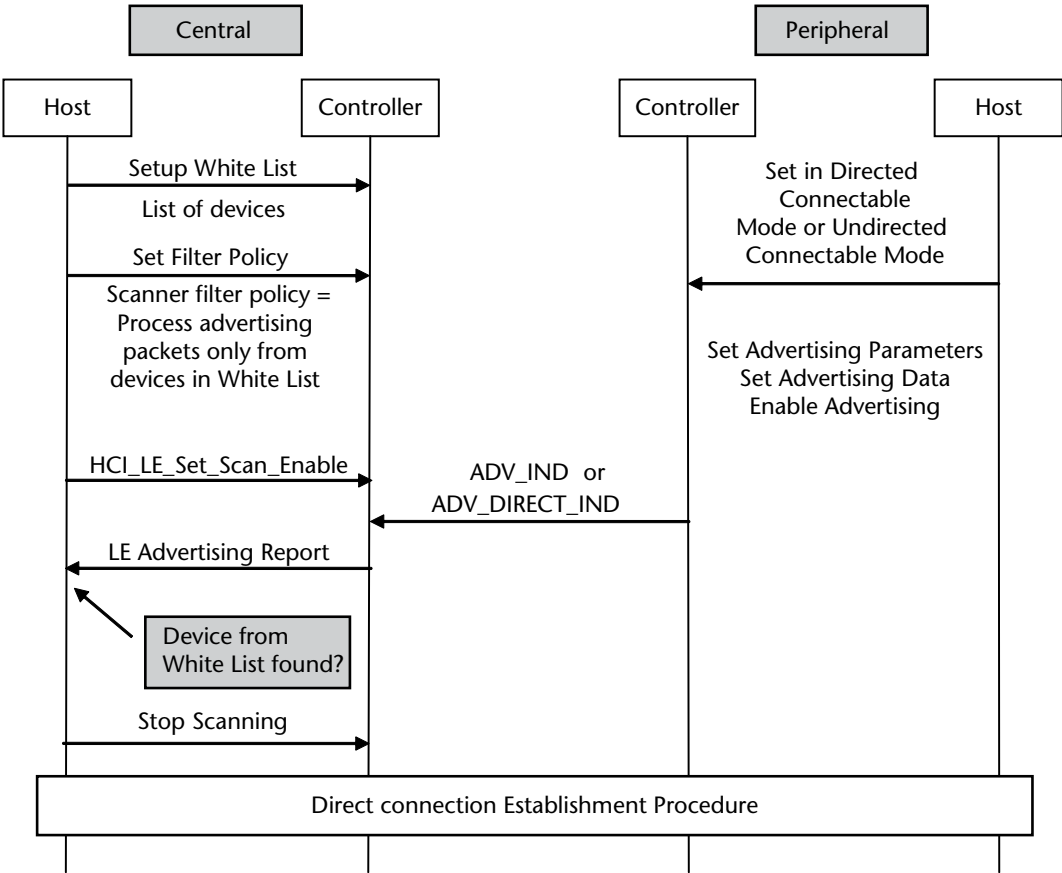 Central
Peripheral
Host
Controller
Controller
Host
Setup White List
List of devices
Set Filter Policy
Scanner filter policy =
Process advertising
packets only from
devices in White List
Set in Directed
Connectable
Mode or Undirected
Connectable Mode
Set Advertising Parameters
Set Advertising Data
Enable Advertising
HCI_LE_Set_Scan_Enable
ADV_IND or
ADV_DIRECT_IND
LE Advertising Report
Device from
White List found?
Stop Scanning
Direct connection Establishment Procedure